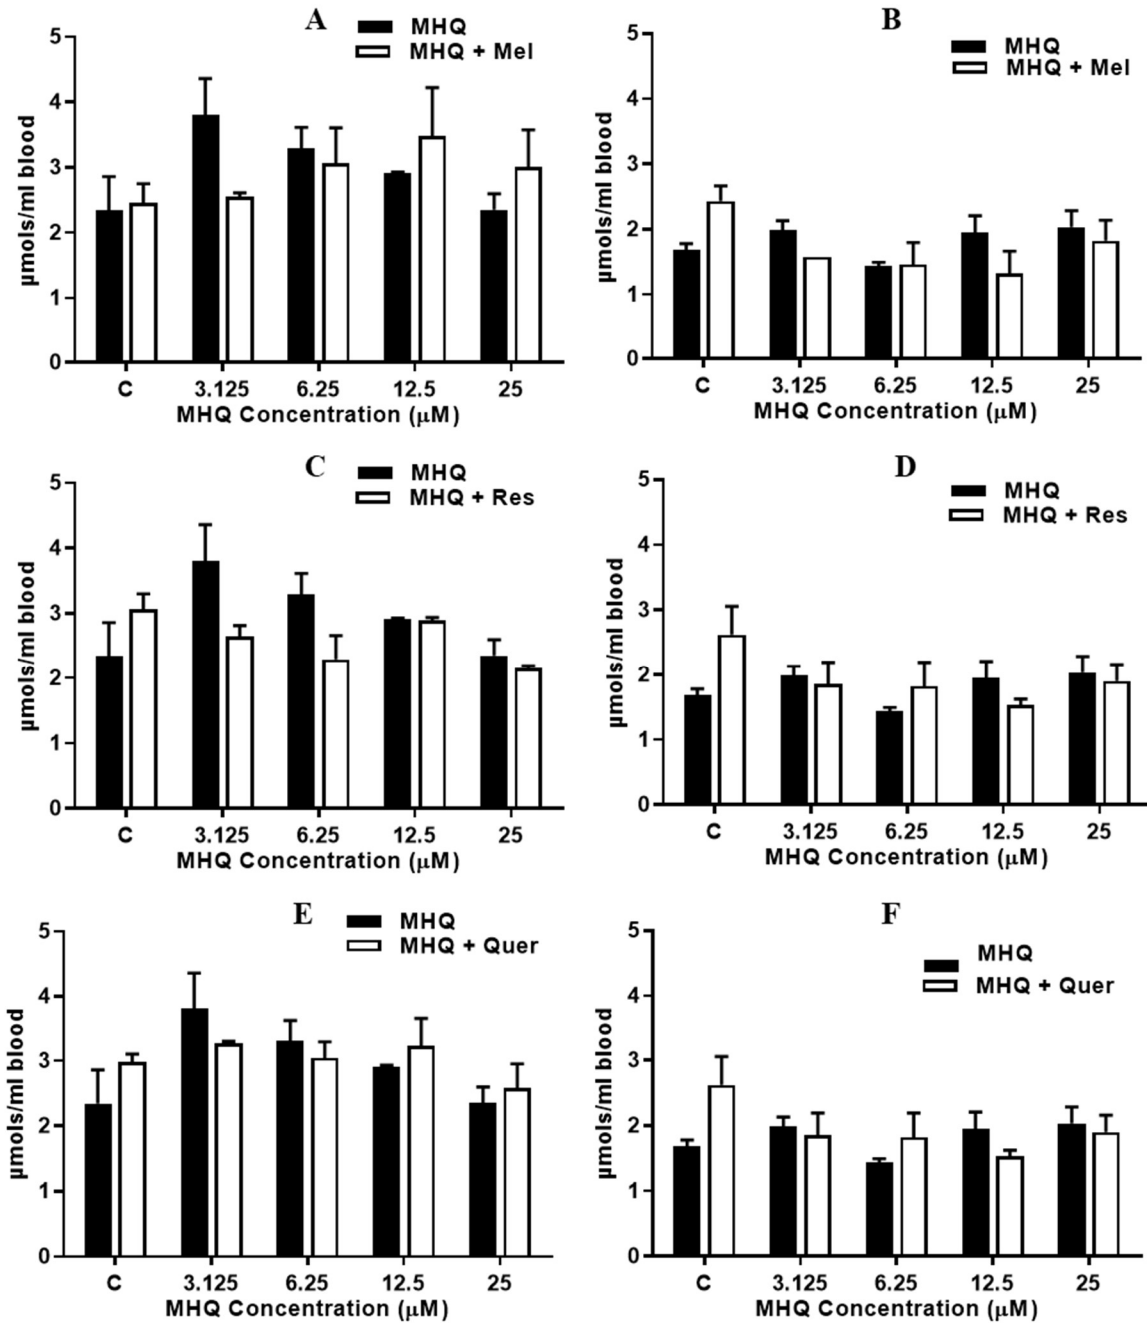 A
MHQ
MHQ + Mel
µmols/ml blood
5
4
3
2
1
0
C 3.125 6.25 12.5 25
MHQ Concentration (µM)
B
MHQ
MHQ + Mel
µmols/ml blood
5
4
3
2
1
0
C 3.125 6.25 12.5 25
MHQ Concentration (µM)
C
MHQ
MHQ + Res
µmols/ml blood
5
4
3
2
1
0
C 3.125 6.25 12.5 25
MHQ Concentration (µM)
D
MHQ
MHQ + Res
µmols/ml blood
5
4
3
2
1
0
C 3.125 6.25 12.5 25
MHQ Concentration (µM)
E
MHQ
MHQ + Quer
µmols/ml blood
5
4
3
2
1
0
C 3.125 6.25 12.5 25
MHQ Concentration (µM)
F
MHQ
MHQ + Quer
µmols/ml blood
5
4
3
2
1
0
C 3.125 6.25 12.5 25
MHQ Concentration (µM)